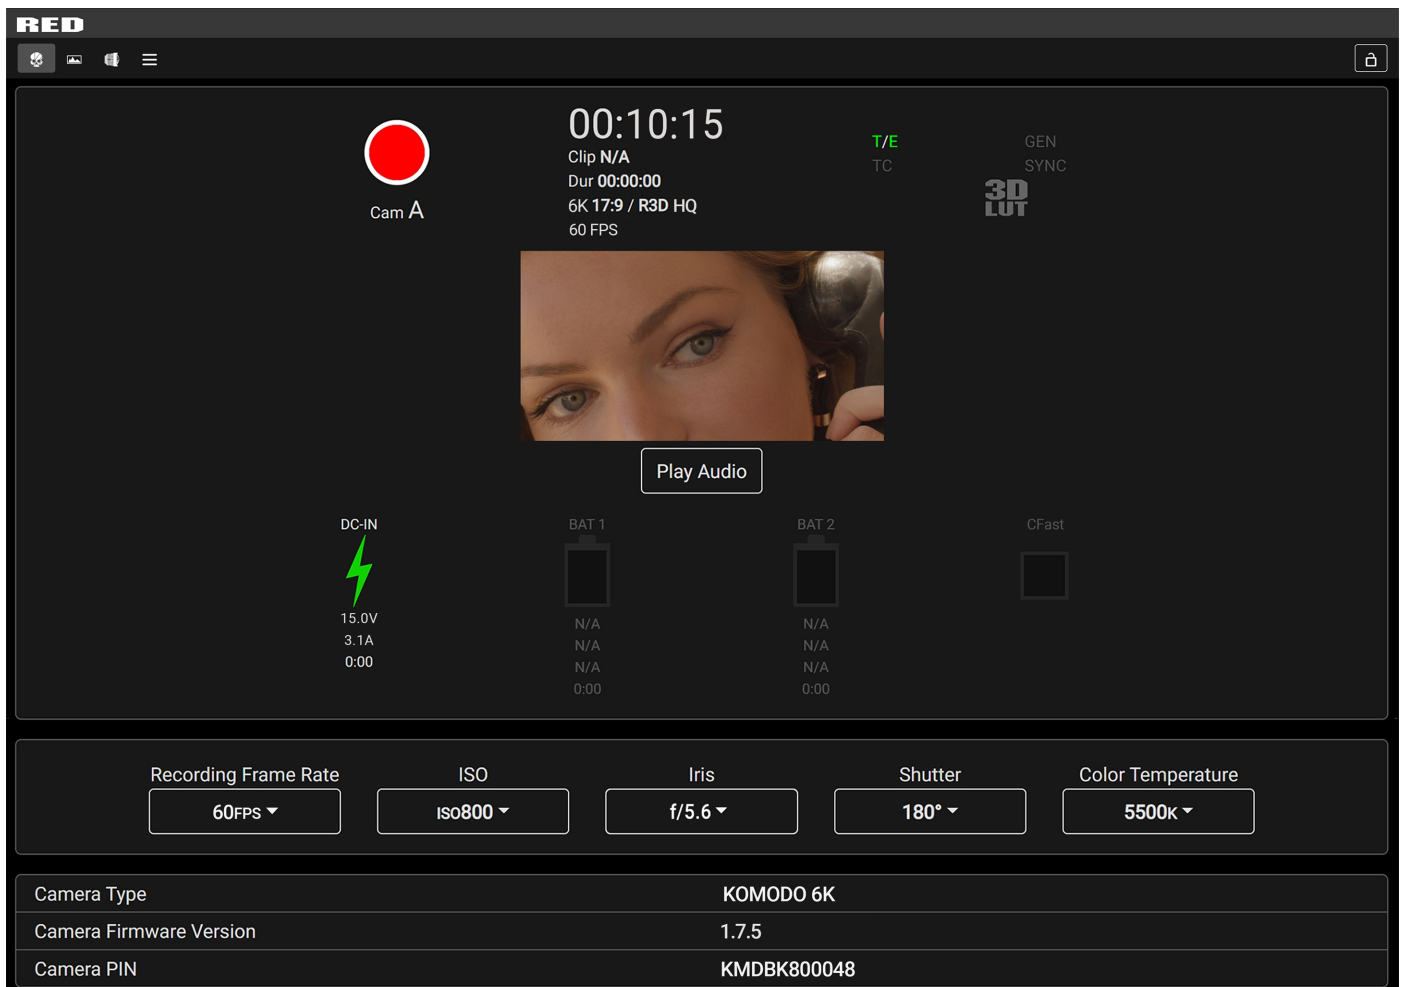 RED
00:10:15
Clip N/A
Dur 00:00:00
6K 17:9 / R3D HQ
60 FPS
Cam A
T/E
TC
GEN
SYNC
3D
LUT
Play Audio
DC-IN
15.0V
3.1A
0:00
BAT 1
N/A
N/A
N/A
0:00
BAT 2
N/A
N/A
N/A
0:00
CFast
Recording Frame Rate
60FPS
ISO
ISO800
Iris
f/5.6
Shutter
180°
Color Temperature
5500K
Camera Type KOMODO 6K
Camera Firmware Version 1.7.5
Camera PIN KMDBK800048